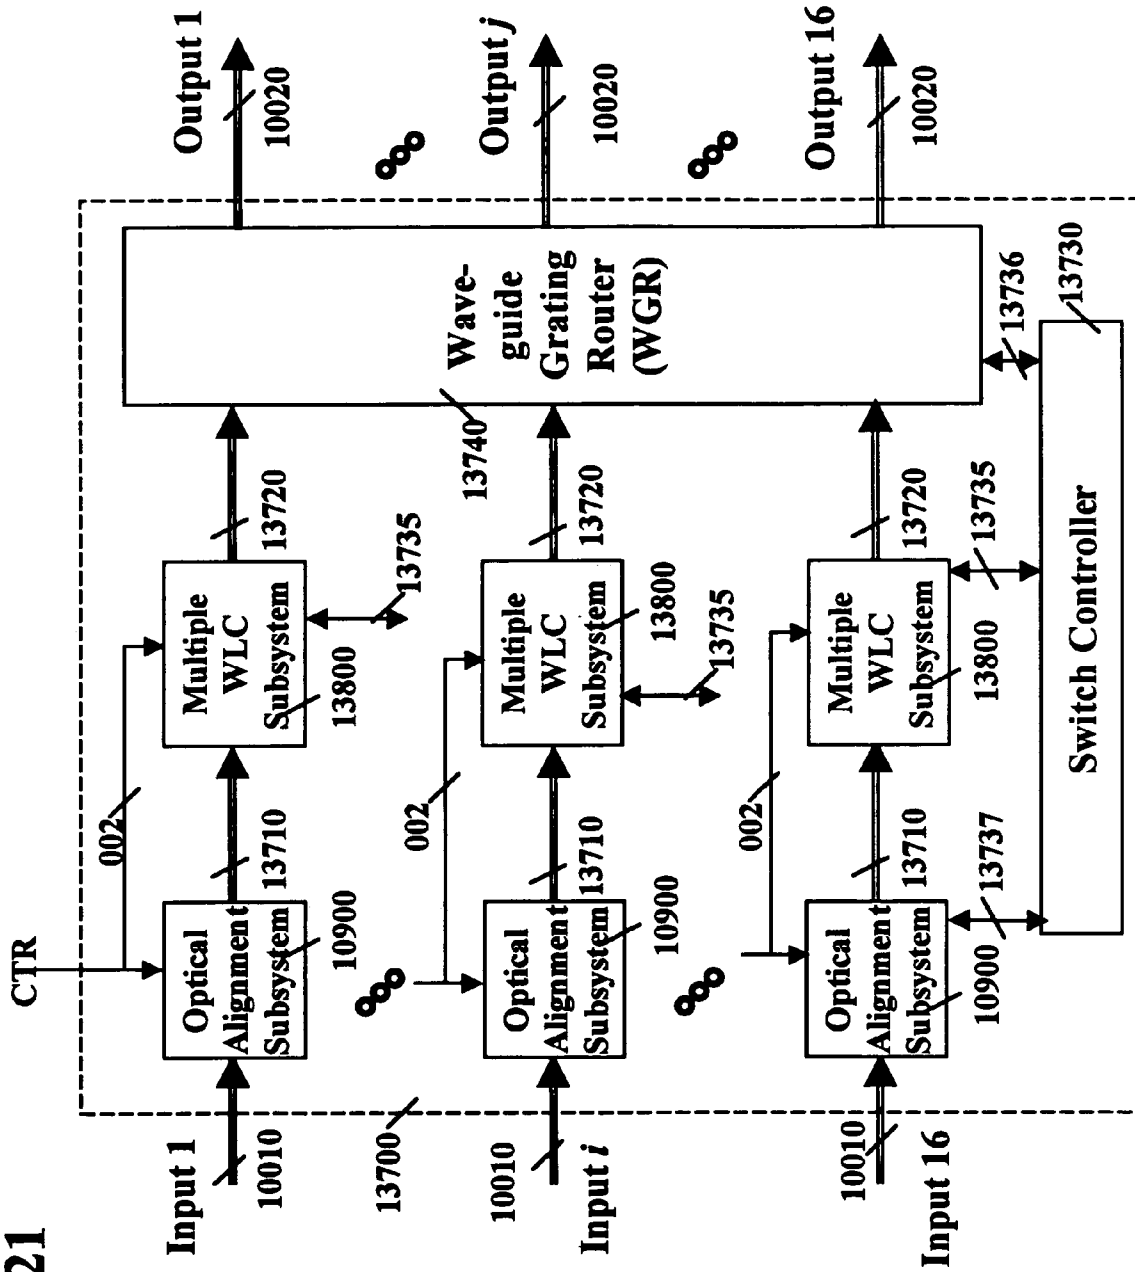 21
CTR
Input 1
10010
Optical
Alignment
Subsystem
10900
002
13710
Multiple
WLC
Subsystem
13800
13735
13720
Output 1
10020
13700
Input i
10010
Optical
Alignment
Subsystem
10900
002
13710
Multiple
WLC
Subsystem
13800
13735
13720
13740
Wave-
guide
Grating
Router
(WGR)
Output j
10020
Input 16
10010
Optical
Alignment
Subsystem
10900
002
13710
Multiple
WLC
Subsystem
13800
13720
Output 16
10020
13737
13735
13736
13730
Switch Controller